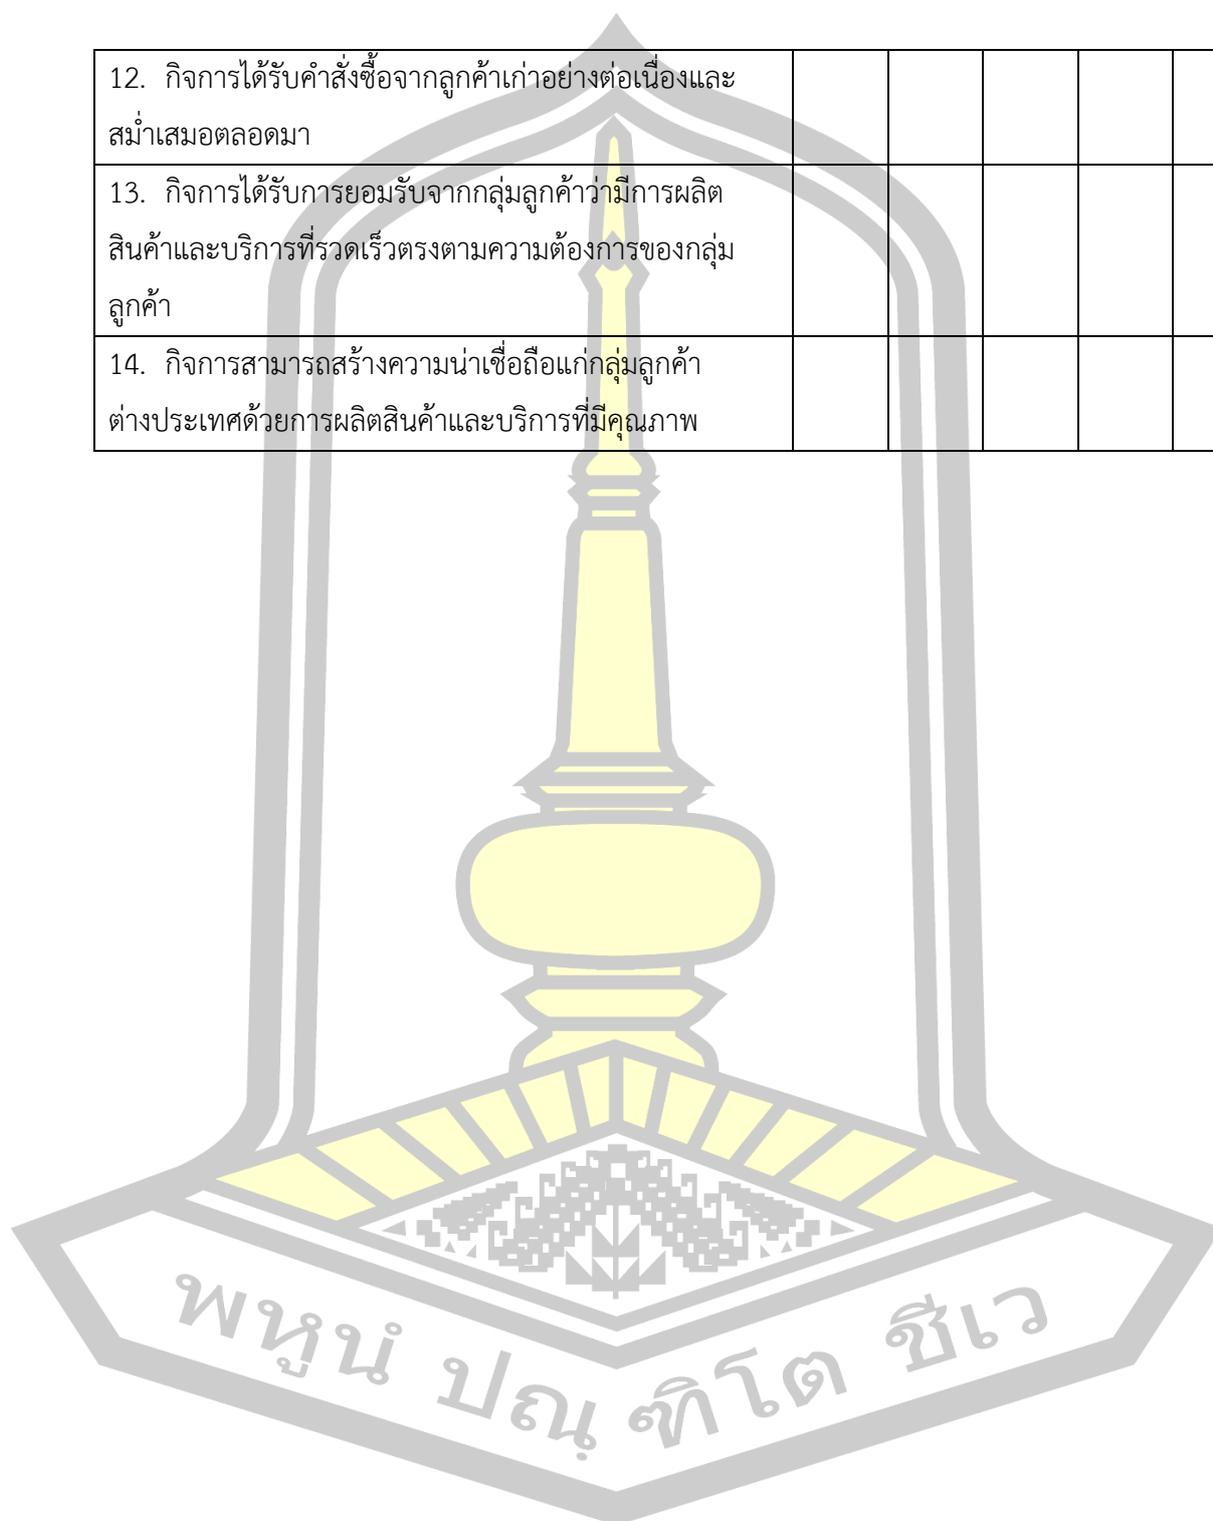 12. กิจการได้รับคำสั่งซื้อจากลูกค้าเก่าอย่างต่อเนื่องและ
สม่ำเสมอตลอดมา
13. กิจการได้รับการยอมรับจากกลุ่มลูกค้าว่ามีการผลิต
สินค้าและบริการที่รวดเร็วตรงตามความต้องการของกลุ่ม
ลูกค้า
14. กิจการสามารถสร้างความน่าเชื่อถือแก่กลุ่มลูกค้า
ต่างประเทศด้วยการผลิตสินค้าและบริการที่มีคุณภาพ
พหูนํ ปณฺฑิโต ชีเว